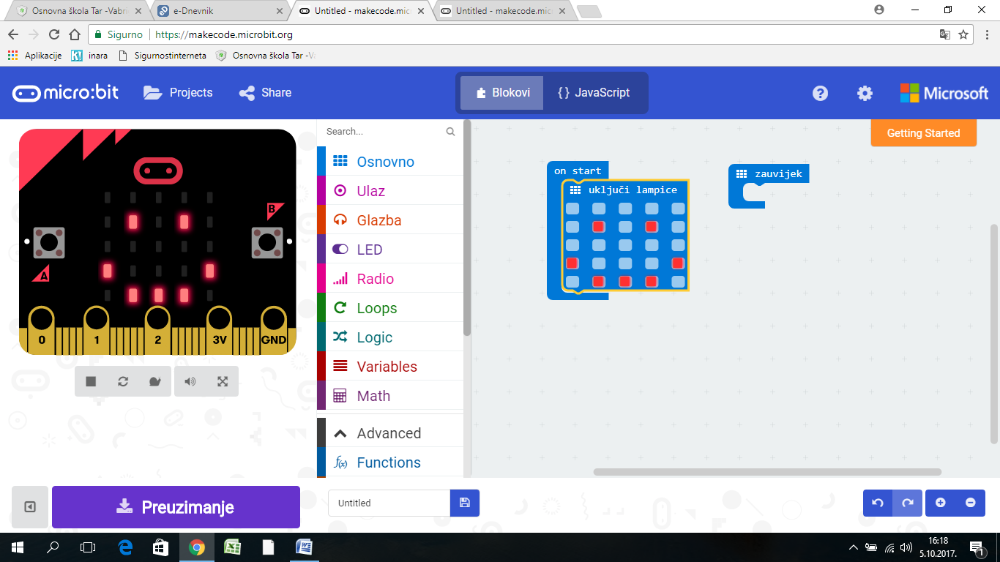 Osnovna škola Tar -Vabri
e-Dnevnik
Untitled - makecode.mic
Untitled - makecode.mic
Sigurno
https://makecode.microbit.org
Aplikacije
inara
Sigurnostinterneta
Osnovna škola Tar -Va
micro:bit
Projects
Share
Blokovi
{} JavaScript
?
Microsoft
Search...
Getting Started
Osnovno
Ulaz
Glazba
LED
Radio
Loops
Logic
Variables
Math
Advanced
f(x) Functions
on start
uključi lampice
zauvijek
B
A
0 1 2 3V GND
Preuzimanje
Untitled
16:18
5.10.2017.
1